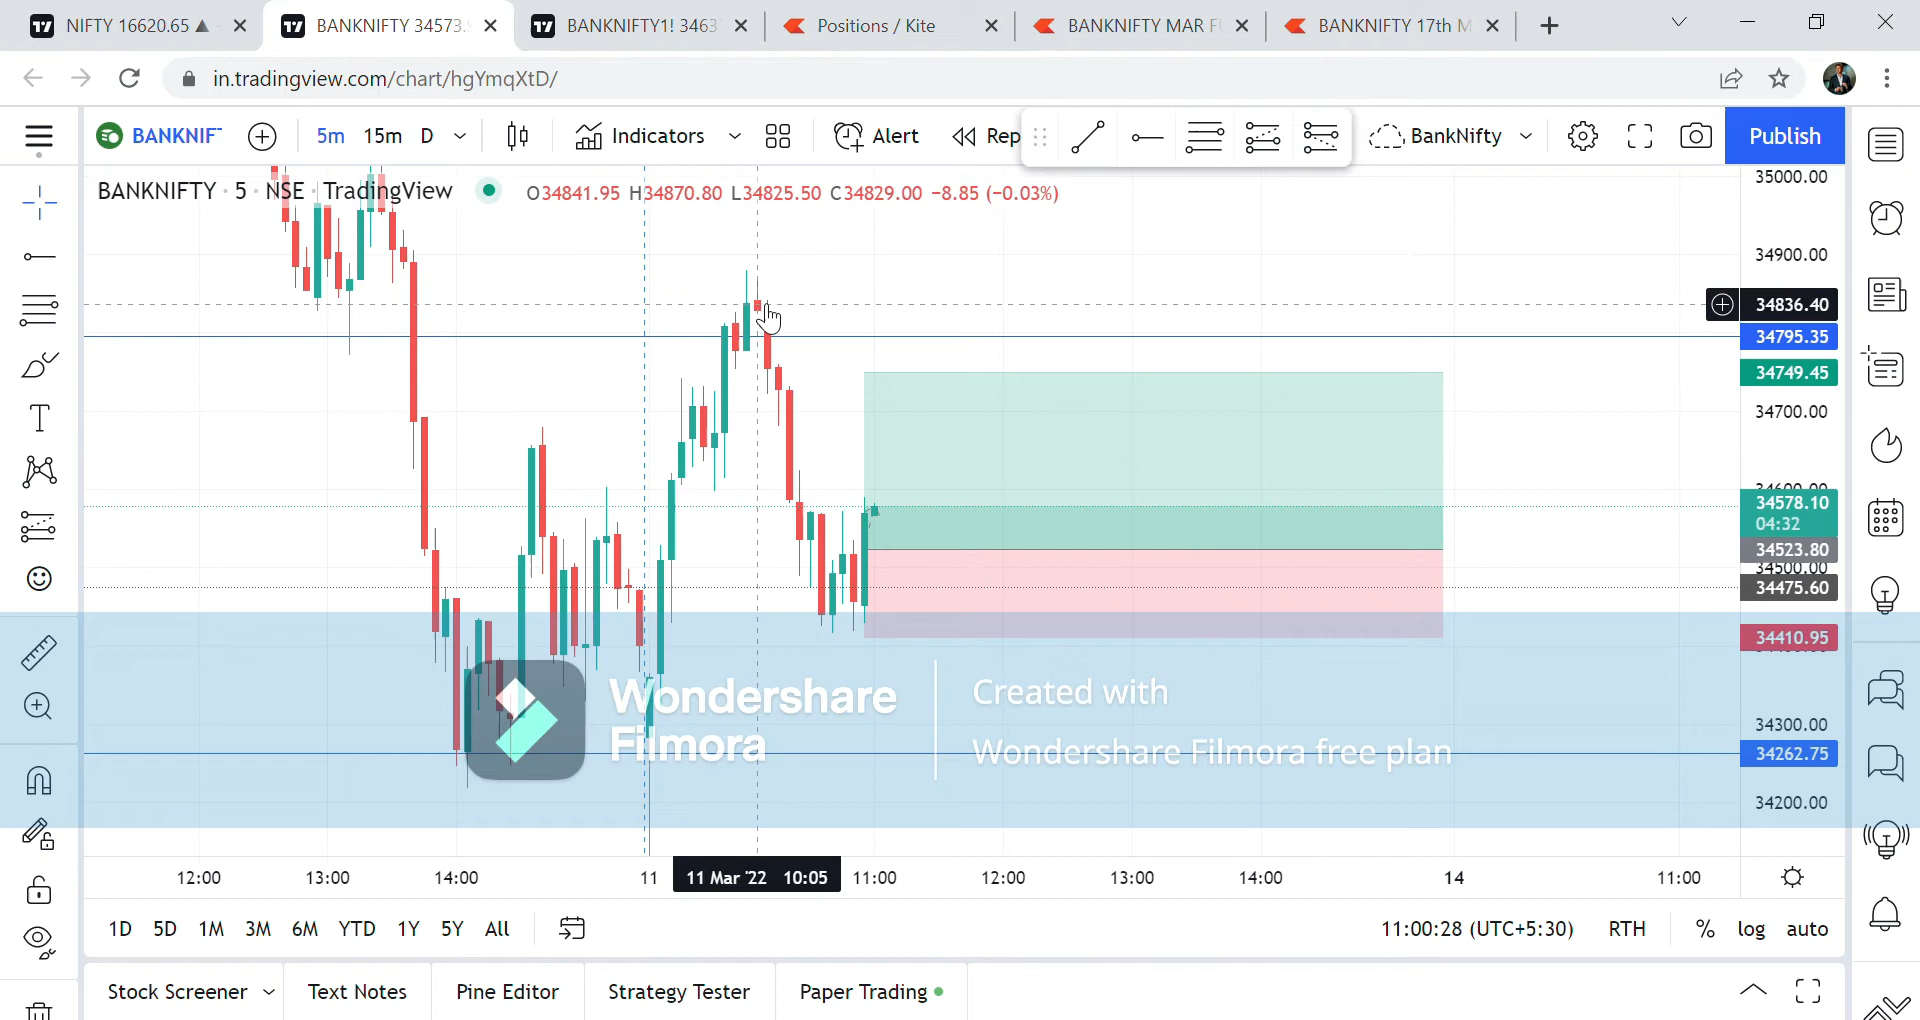 NIFTY 16620.65
BANKNIFTY 34573.
BANKNIFTY1! 3463
Positions / Kite
BANKNIFTY MAR FU
BANKNIFTY 17th M
in.tradingview.com/chart/hgYmqXtD/
BANKNIF
5m
15m
D
Indicators
Alert
Rep
BankNifty
Publish
BANKNIFTY · 5 · NSE · TradingView
O34841.95 H34870.80 L34825.50 C34829.00 −8.85 (−0.03%)
35000.00
34900.00
34836.40
34795.35
34749.45
34700.00
34578.10
04:32
34523.80
34500.00
34475.60
34410.95
34300.00
34262.75
34200.00
Wondershare
Filmora
Created with
Wondershare Filmora free plan
12:00
13:00
14:00
11
11 Mar '22 10:05
11:00
12:00
13:00
14:00
14
11:00
1D 5D 1M 3M 6M YTD 1Y 5Y All
11:00:28 (UTC+5:30)
RTH
%
log
auto
Stock Screener
Text Notes
Pine Editor
Strategy Tester
Paper Trading